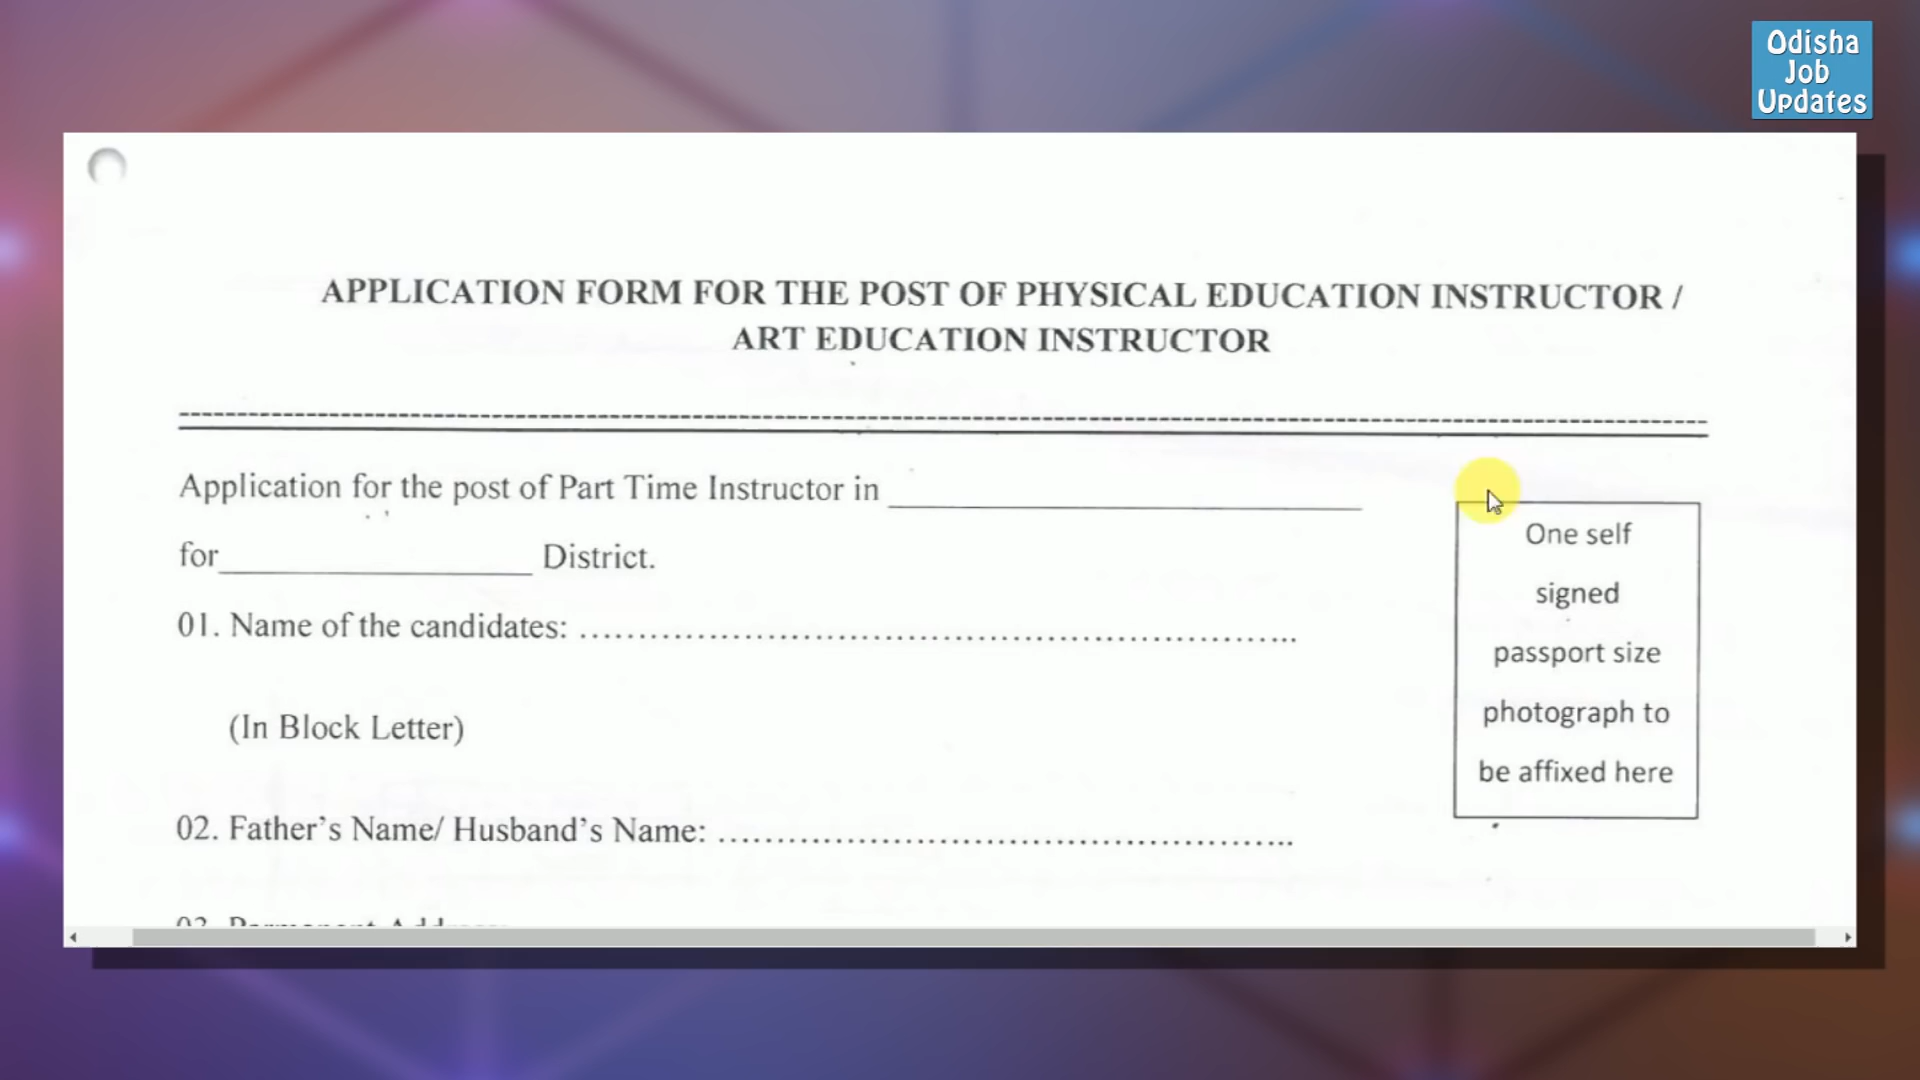 Odisha
Job
Updates
APPLICATION FORM FOR THE POST OF PHYSICAL EDUCATION INSTRUCTOR /
ART EDUCATION INSTRUCTOR
Application for the post of Part Time Instructor in
for District.
01. Name of the candidates:
(In Block Letter)
02. Father's Name/ Husband's Name:
One self
signed
passport size
photograph to
be affixed here